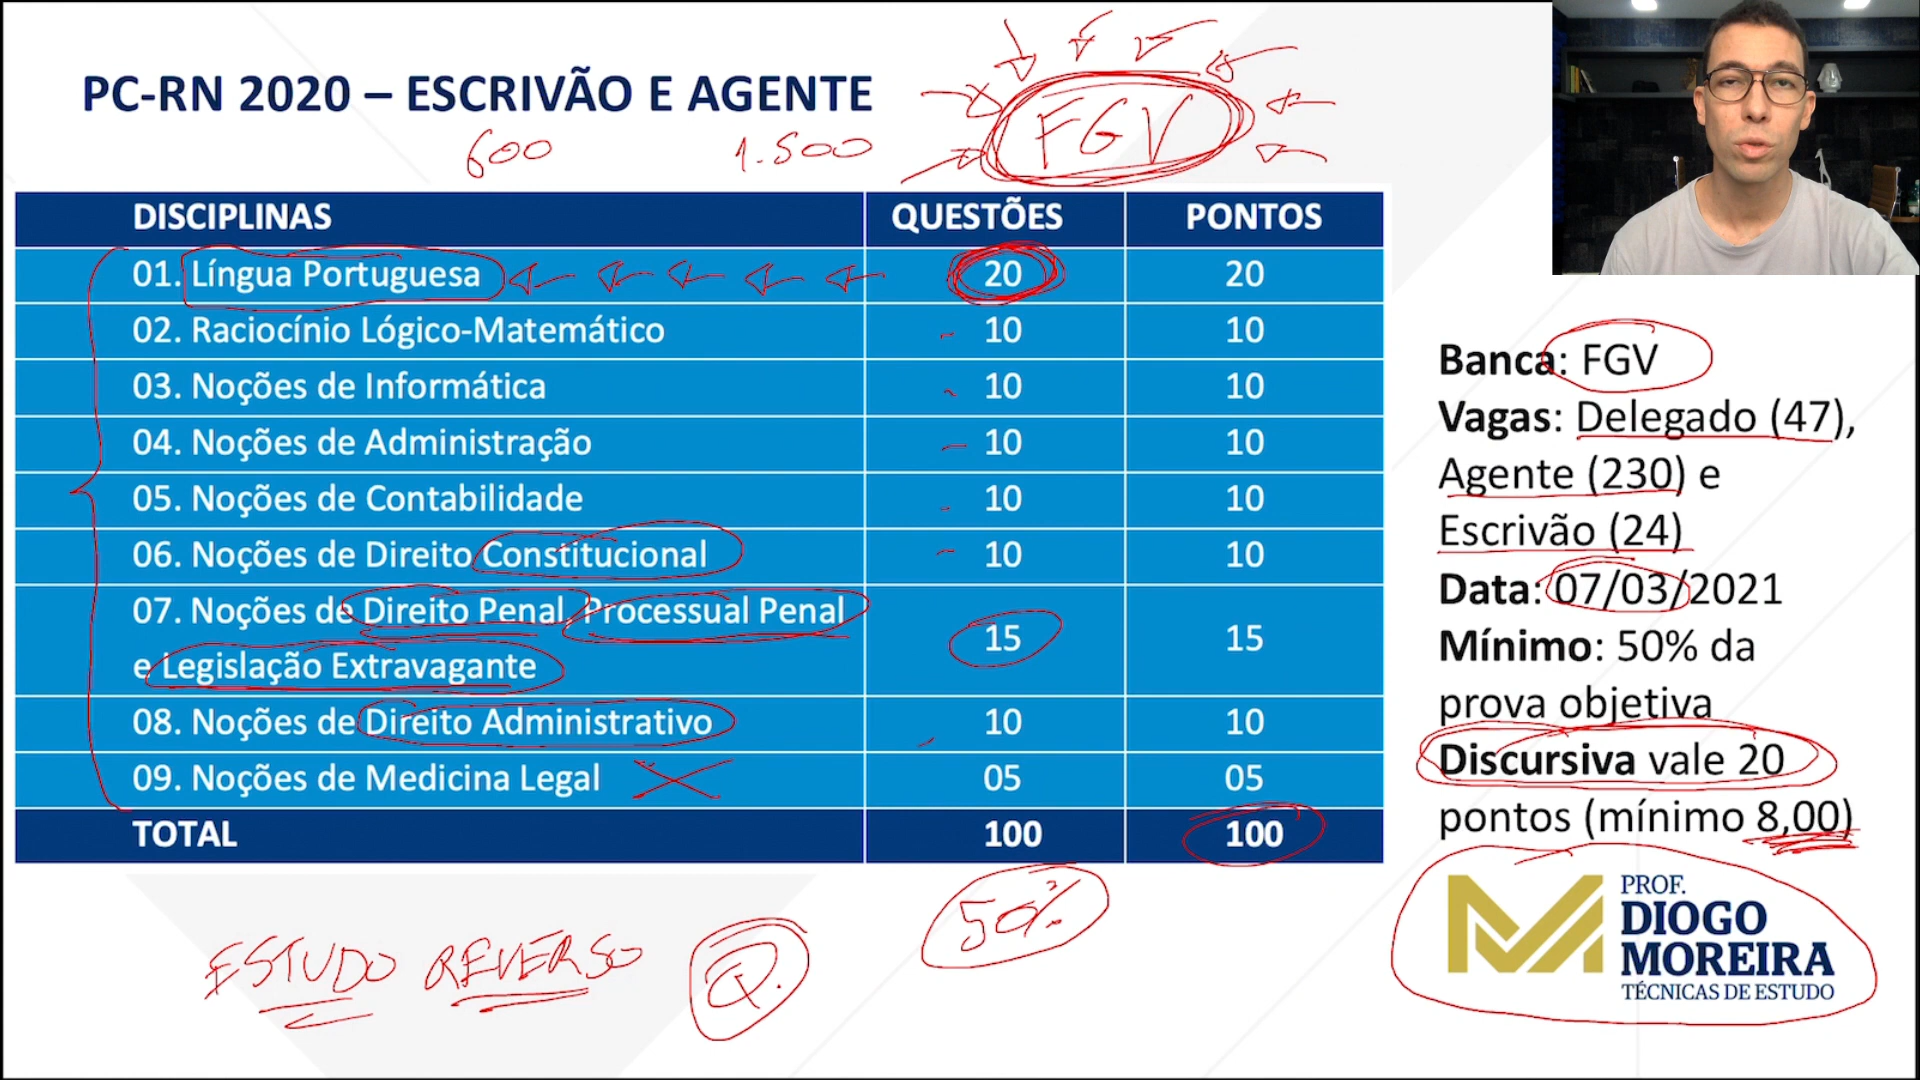 PC-RN 2020 – ESCRIVÃO E AGENTE
600
1.500
FGV
DISCIPLINAS QUESTÕES PONTOS
01. Língua Portuguesa 20 20
02. Raciocínio Lógico-Matemático 10 10
03. Noções de Informática 10 10
04. Noções de Administração 10 10
05. Noções de Contabilidade 10 10
06. Noções de Direito Constitucional 10 10
07. Noções de Direito Penal, Processual Penal
e Legislação Extravagante 15 15
08. Noções de Direito Administrativo 10 10
09. Noções de Medicina Legal 05 05
TOTAL 100 100
50%
ESTUDO REVERSO
Q.
Banca: FGV
Vagas: Delegado (47),
Agente (230) e
Escrivão (24)
Data: 07/03/2021
Mínimo: 50% da
prova objetiva
Discursiva vale 20
pontos (mínimo 8,00)
PROF.
DIOGO
MOREIRA
TÉCNICAS DE ESTUDO